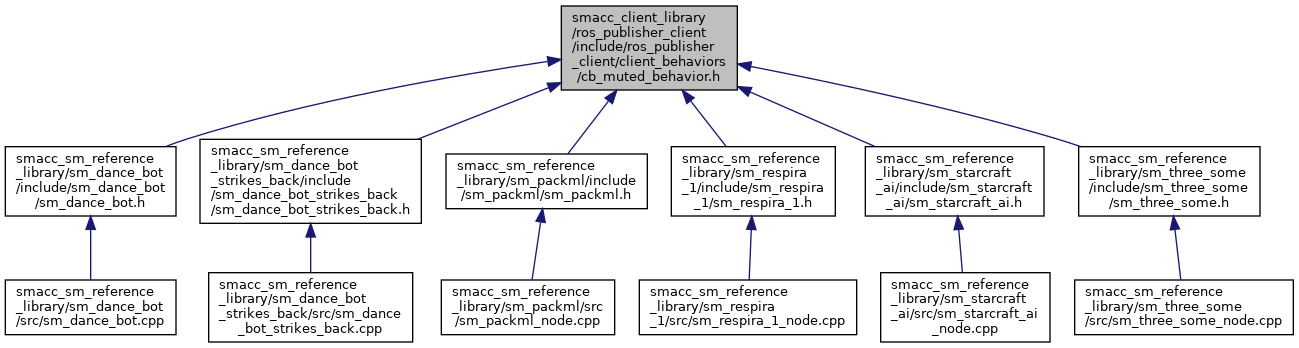 smacc_client_library
/ros_publisher_client
/include/ros_publisher
_client/client_behaviors
/cb_muted_behavior.h
smacc_sm_reference
_library/sm_dance_bot
/include/sm_dance_bot
/sm_dance_bot.h
smacc_sm_reference
_library/sm_dance_bot
_strikes_back/include
/sm_dance_bot_strikes_back
/sm_dance_bot_strikes_back.h
smacc_sm_reference
_library/sm_packml/include
/sm_packml/sm_packml.h
smacc_sm_reference
_library/sm_respira
_1/include/sm_respira
_1/sm_respira_1.h
smacc_sm_reference
_library/sm_starcraft
_ai/include/sm_starcraft
_ai/sm_starcraft_ai.h
smacc_sm_reference
_library/sm_three_some
/include/sm_three_some
/sm_three_some.h
smacc_sm_reference
_library/sm_dance_bot
/src/sm_dance_bot.cpp
smacc_sm_reference
_library/sm_dance_bot
_strikes_back/src/sm_dance
_bot_strikes_back.cpp
smacc_sm_reference
_library/sm_packml/src
/sm_packml_node.cpp
smacc_sm_reference
_library/sm_respira
_1/src/sm_respira_1_node.cpp
smacc_sm_reference
_library/sm_starcraft
_ai/src/sm_starcraft_ai
_node.cpp
smacc_sm_reference
_library/sm_three_some
/src/sm_three_some_node.cpp